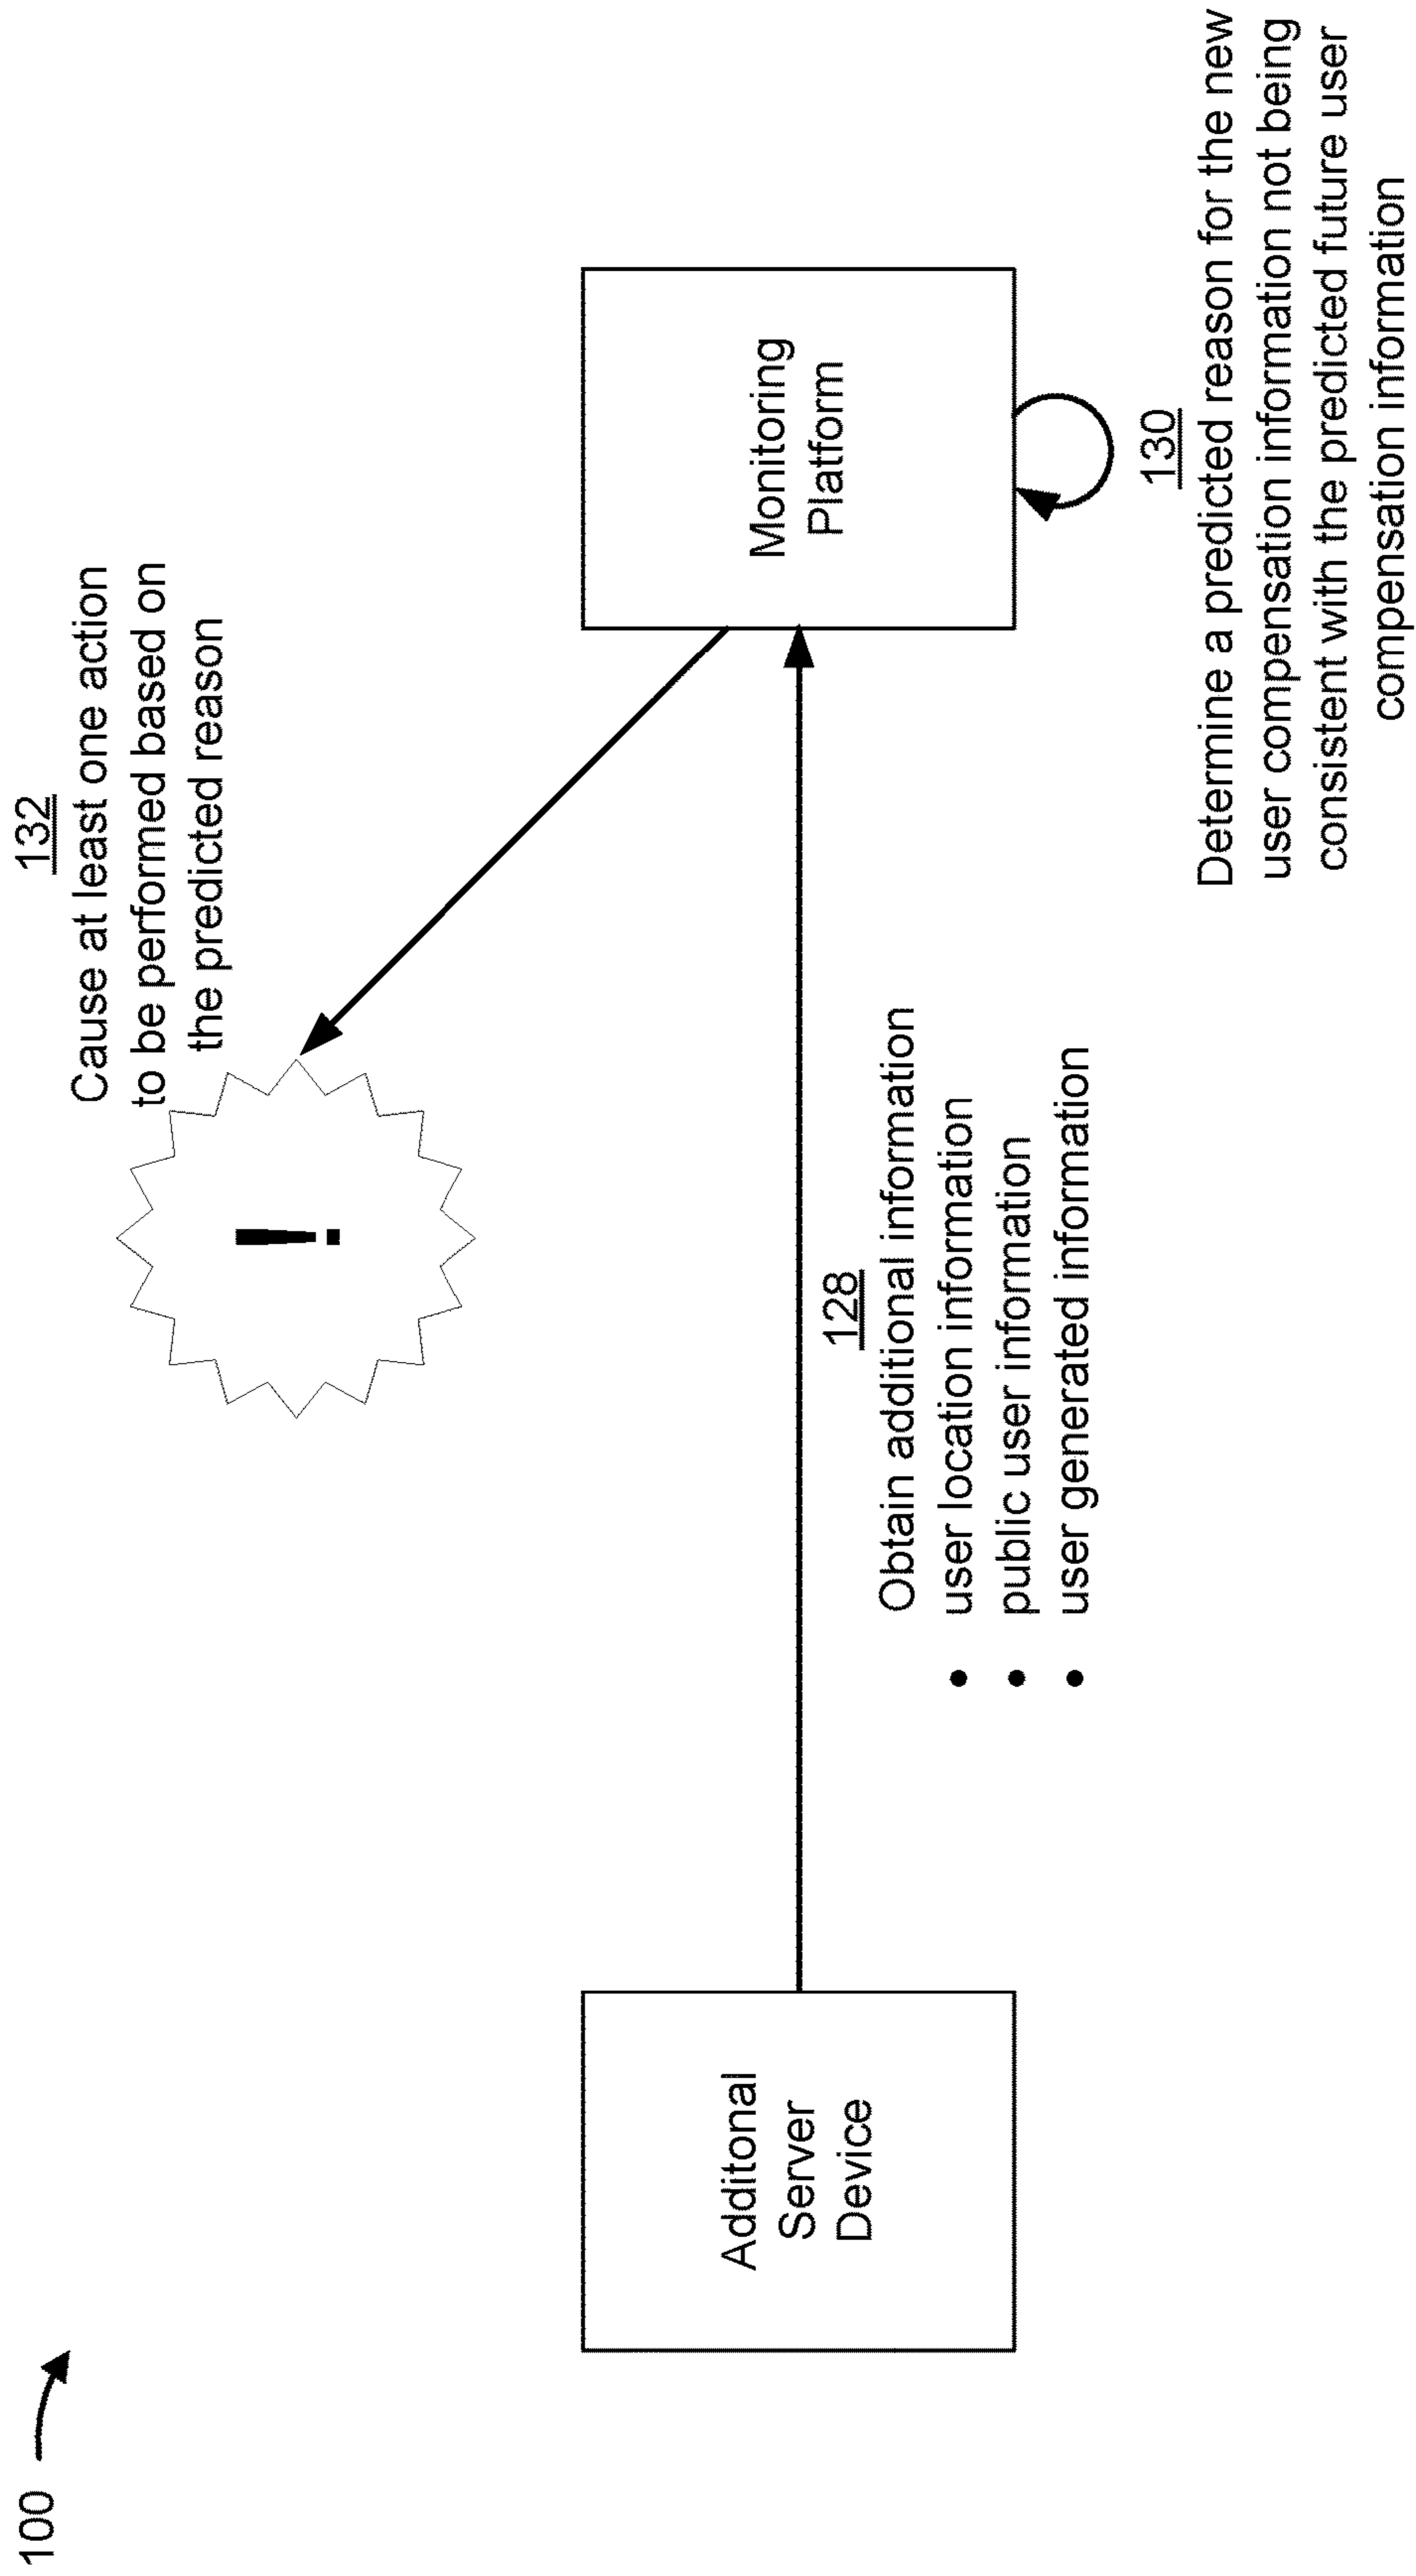 100
132
Cause at least one action
to be performed based on
the predicted reason
!
Additonal
Server
Device
128
Obtain additional information
• user location information
• public user information
• user generated information
Monitoring
Platform
130
Determine a predicted reason for the new
user compensation information not being
consistent with the predicted future user
compensation information